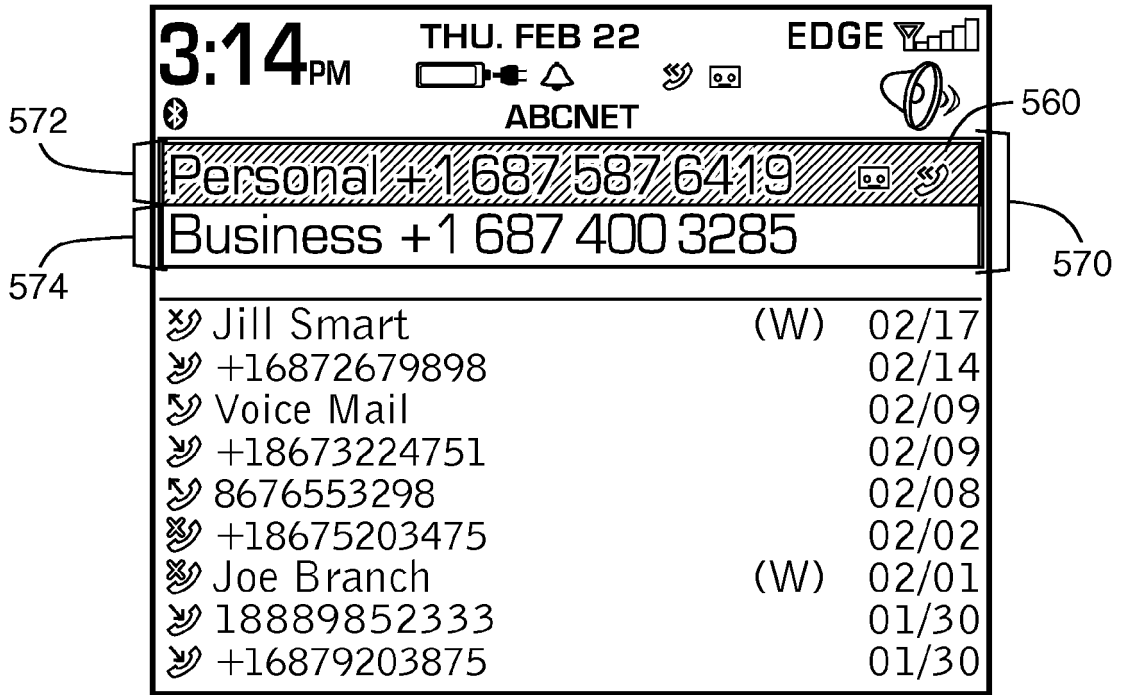 3:14PM THU. FEB 22 EDGE
ABCNET
560
572
Personal +1 687 587 6419
Business +1 687 400 3285
570
574
Jill Smart (W) 02/17
+16872679898 02/14
Voice Mail 02/09
+18673224751 02/09
8676553298 02/08
+18675203475 02/02
Joe Branch (W) 02/01
18889852333 01/30
+16879203875 01/30